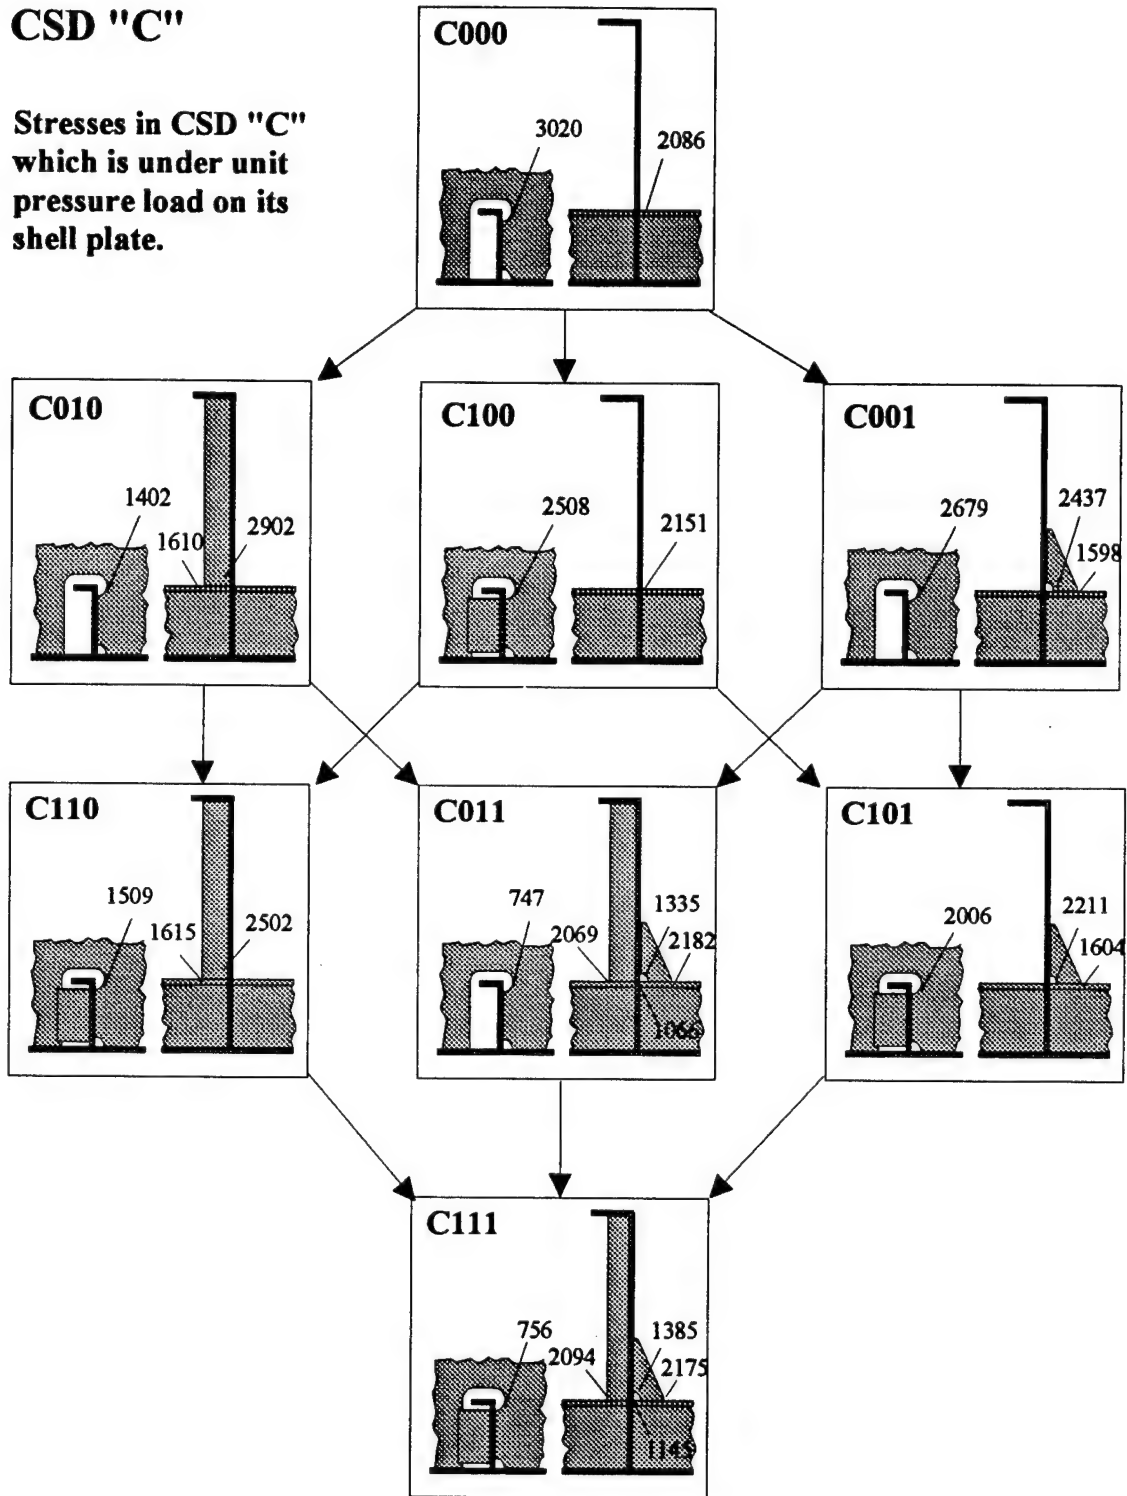 CSD "C"
Stresses in CSD "C"
which is under unit
pressure load on its
shell plate.
C000
3020
2086
C010
1402
1610
2902
C100
2508
2151
C001
2679
2437
1598
C110
1509
1615
2502
C011
747
1335
2069
2182
1066
C101
2006
2211
1604
C111
756
1385
2094
2175
1145